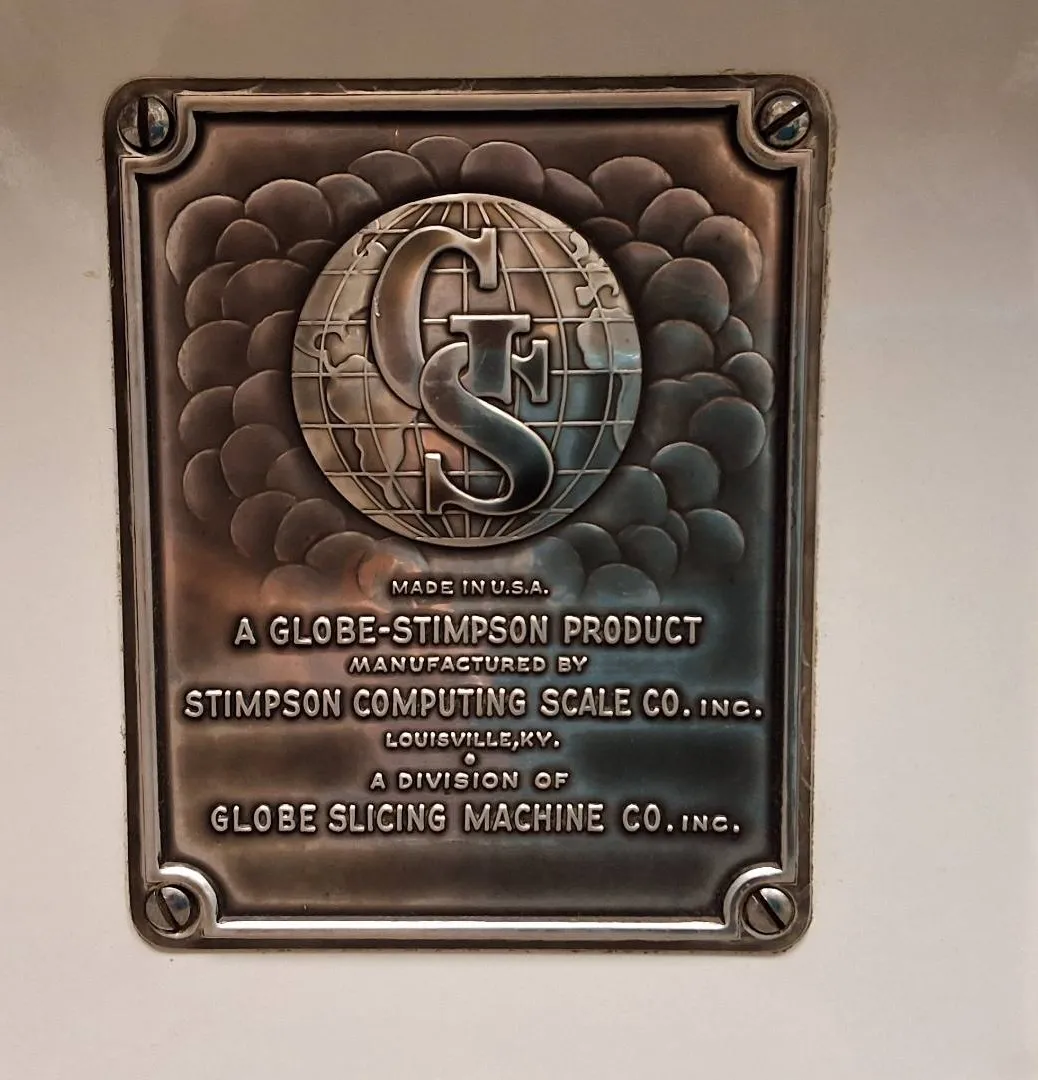 G
I
F
S
MADE IN U.S.A.
A GLOBE-STIMPSON PRODUCT
MANUFACTURED BY
STIMPSON COMPUTING SCALE CO. INC.
LOUISVILLE, KY.
A DIVISION OF
GLOBE SLICING MACHINE CO. INC.